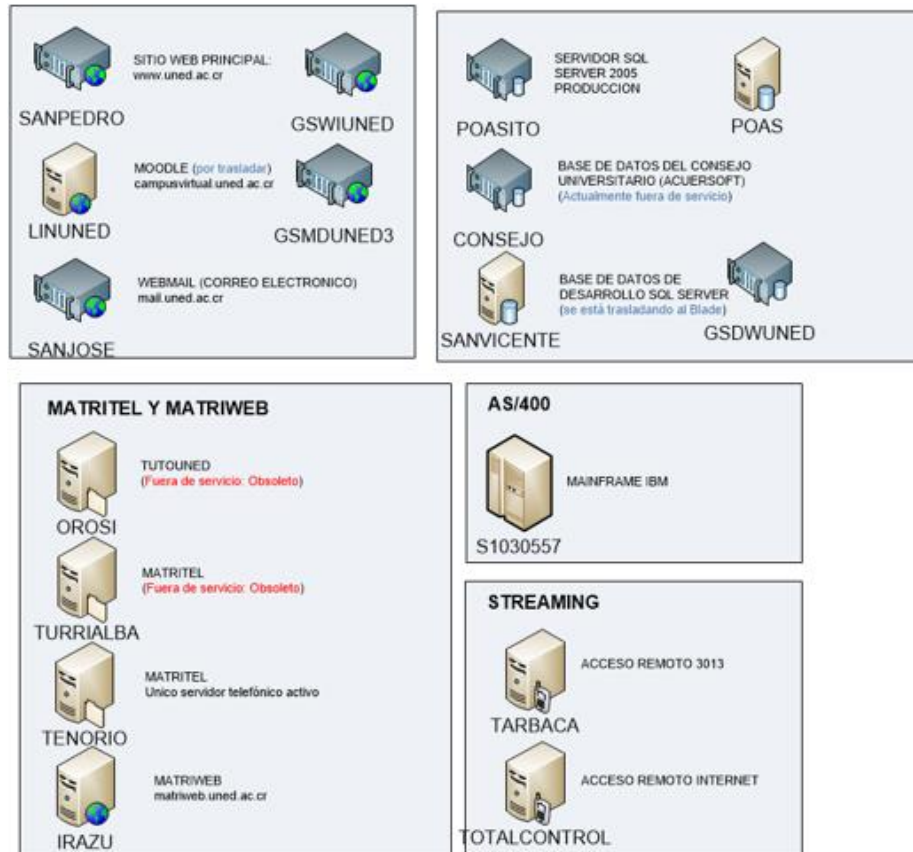 SITIO WEB PRINCIPAL:
www.uned.ac.cr
SANPEDRO
GSWIUNED
MOODLE (por trasladar)
campusvirtual.uned.ac.cr
LINUNED
GSMDUNED3
WEBMAIL (CORREO ELECTRONICO)
mail.uned.ac.cr
SANJOSE
SERVIDOR SQL
SERVER 2005
PRODUCCION
POASITO
POAS
BASE DE DATOS DEL CONSEJO
UNIVERSITARIO (ACUERSOFT)
(Actualmente fuera de servicio)
CONSEJO
BASE DE DATOS DE
DESARROLLO SQL SERVER
(se está trasladando al Blade)
SANVICENTE
GSDWUNED
MATRITEL Y MATRIWEB
TUTOUNED
(Fuera de servicio: Obsoleto)
OROSI
MATRITEL
(Fuera de servicio: Obsoleto)
TURRIALBA
MATRITEL
Unico servidor telefónico activo
TENORIO
MATRIWEB
matriweb.uned.ac.cr
IRAZU
AS/400
MAINFRAME IBM
S1030557
STREAMING
ACCESO REMOTO 3013
TARBACA
ACCESO REMOTO INTERNET
TOTALCONTROL